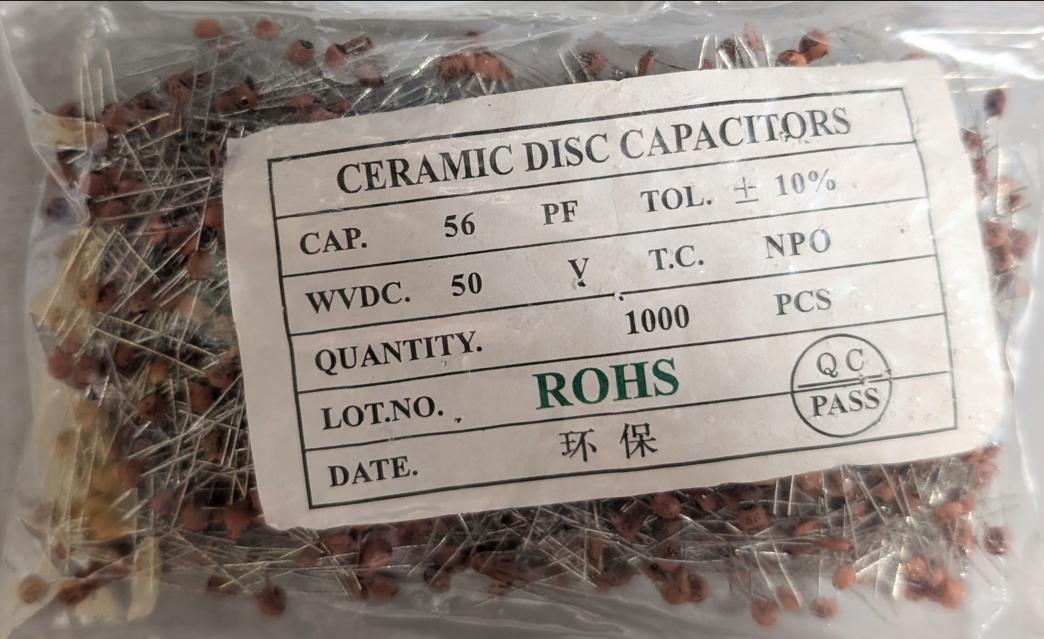 CERAMIC DISC CAPACITORS
CAP. 56 PF TOL. ± 10%
WVDC. 50 V T.C. NPO
QUANTITY. 1000 PCS
LOT.NO. ROHS
DATE. 环保
Q C
PASS